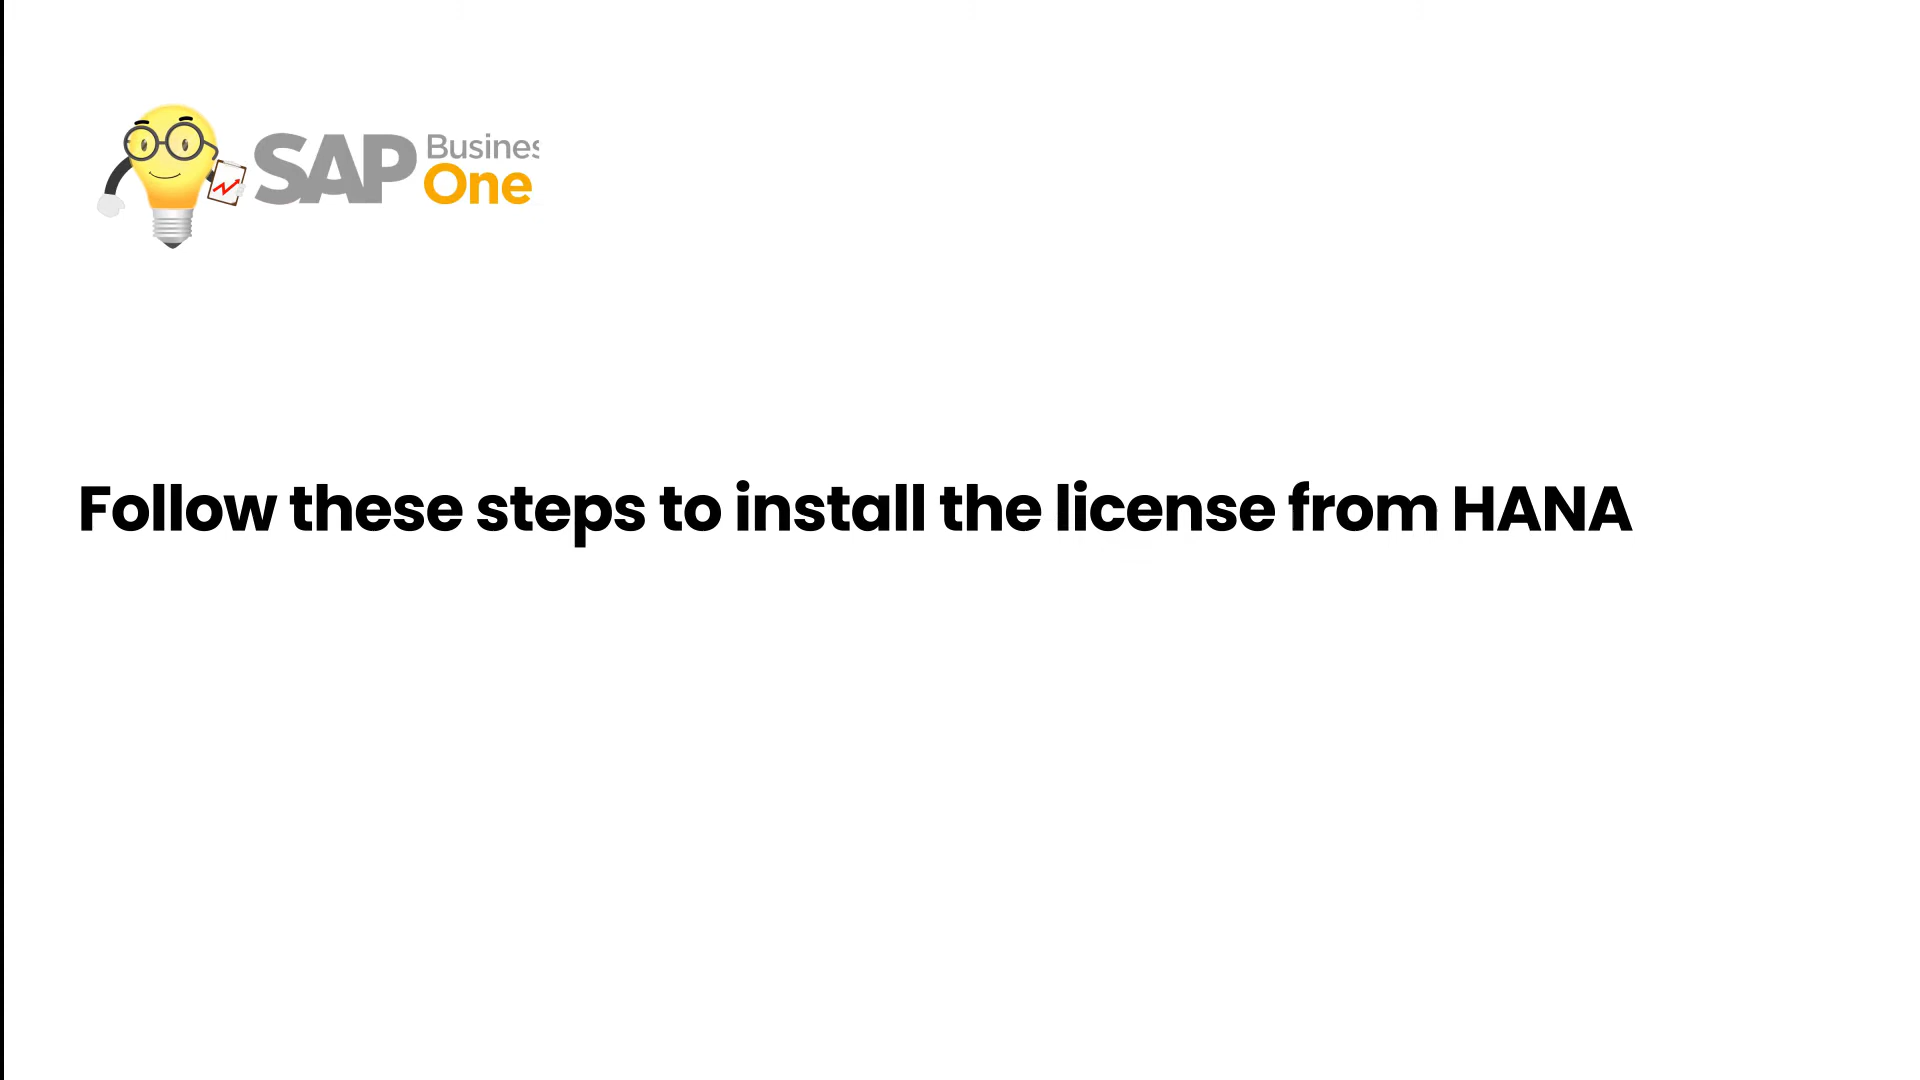 SAP Busines
One
Follow these steps to install the license from HANA